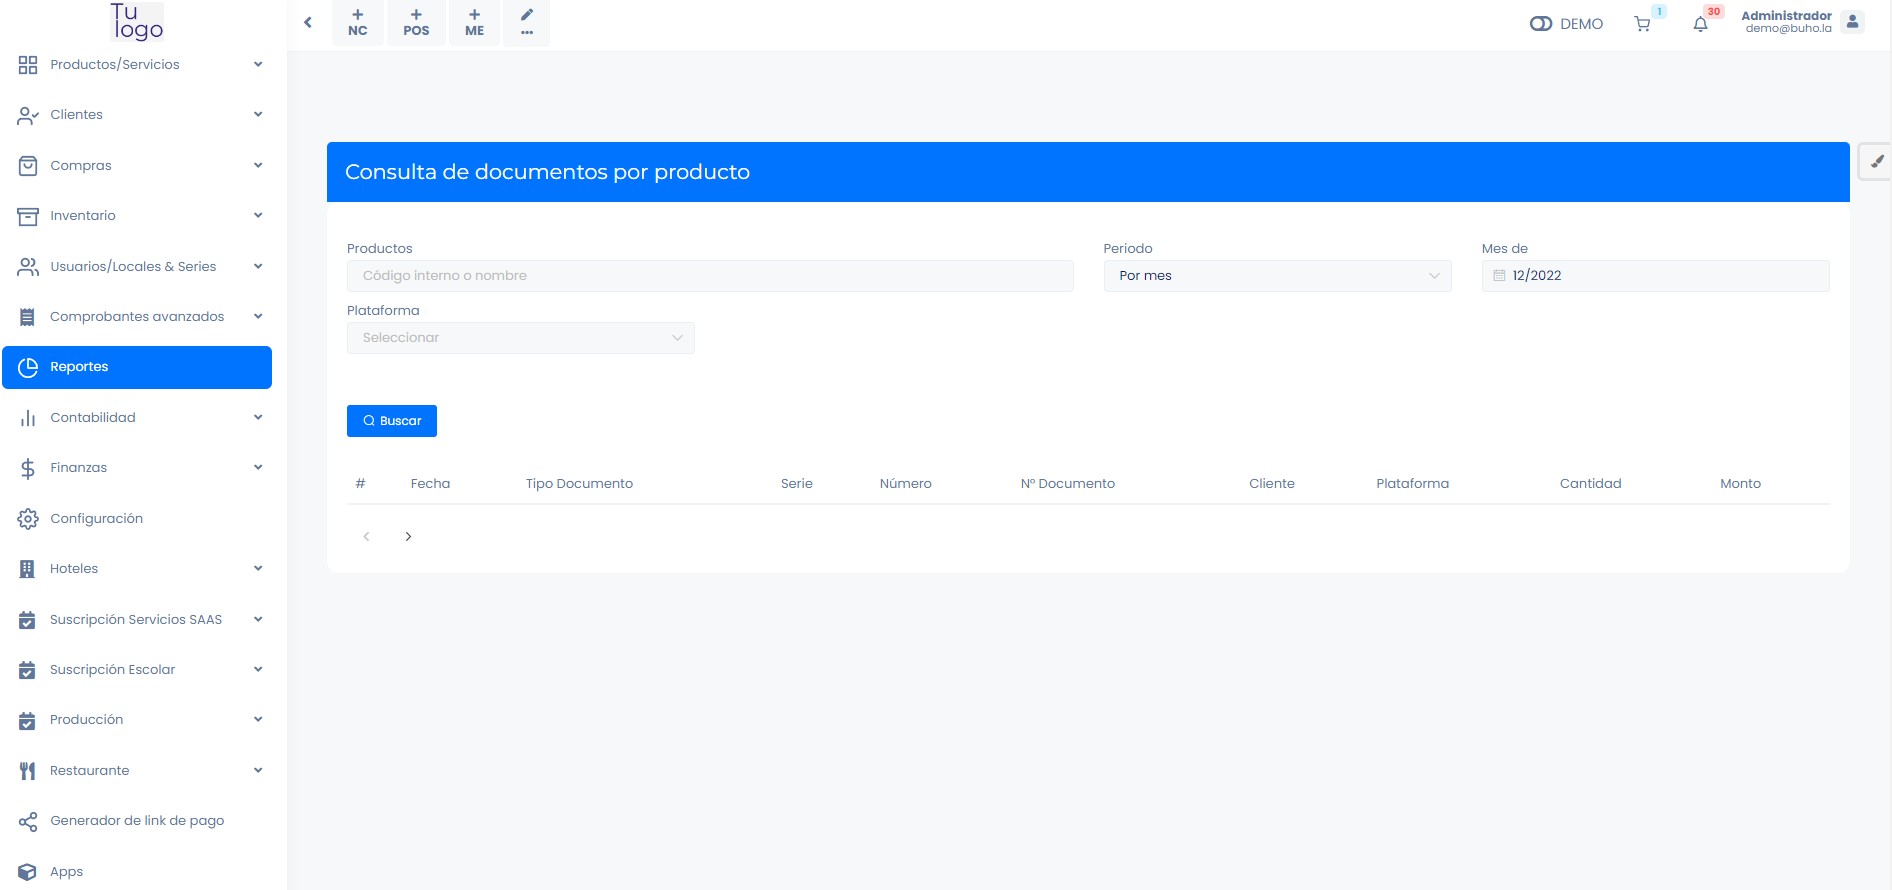 Tu
logo
Productos/Servicios
Clientes
Compras
Inventario
Usuarios/Locales & Series
Comprobantes avanzados
Reportes
Contabilidad
Finanzas
Configuración
Hoteles
Suscripción Servicios SAAS
Suscripción Escolar
Producción
Restaurante
Generador de link de pago
Apps
+ + +
NC POS ME ...
DEMO 1 30 Administrador
demo@buho.la
Consulta de documentos por producto
Productos Periodo Mes de
Código interno o nombre Por mes 12/2022
Plataforma
Seleccionar
Buscar
# Fecha Tipo Documento Serie Número N° Documento Cliente Plataforma Cantidad Monto